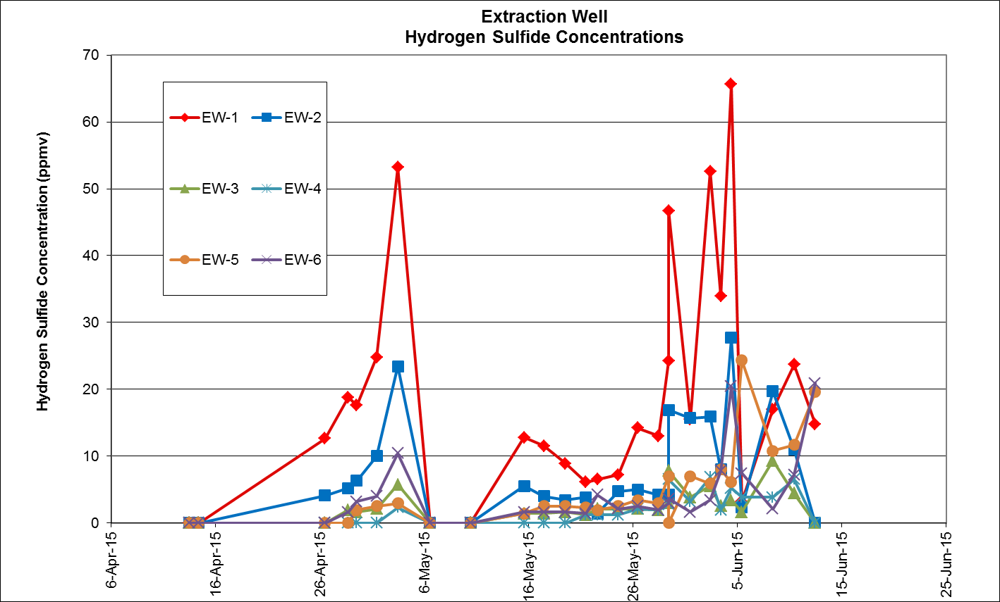 Extraction Well
Hydrogen Sulfide Concentrations
Hydrogen Sulfide Concentration (ppmv)
70
60
50
40
30
20
10
0
EW-1 EW-2
EW-3 EW-4
EW-5 EW-6
6-Apr-15
16-Apr-15
26-Apr-15
6-May-15
16-May-15
26-May-15
5-Jun-15
15-Jun-15
25-Jun-15